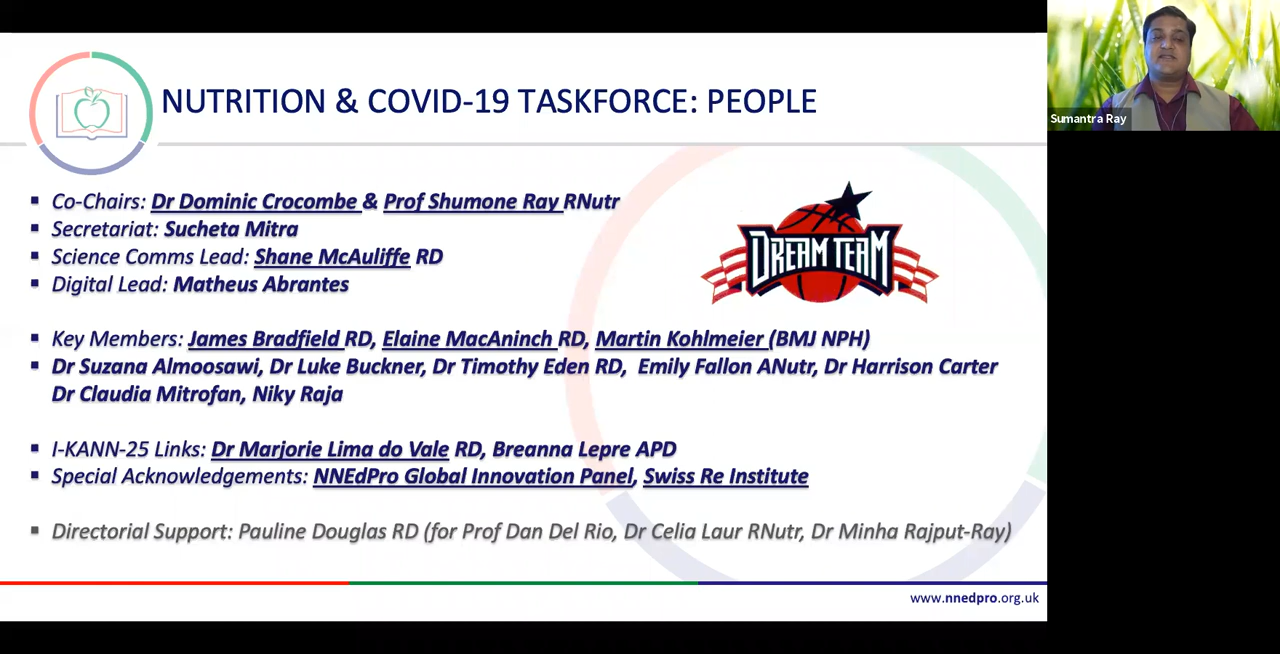 NUTRITION & COVID-19 TASKFORCE: PEOPLE
Sumantra Ray
▪ Co-Chairs: Dr Dominic Crocombe & Prof Shumone Ray RNutr
▪ Secretariat: Sucheta Mitra
▪ Science Comms Lead: Shane McAuliffe RD
▪ Digital Lead: Matheus Abrantes
DREAM TEAM
▪ Key Members: James Bradfield RD, Elaine MacAninch RD, Martin Kohlmeier (BMJ NPH)
▪ Dr Suzana Almoosawi, Dr Luke Buckner, Dr Timothy Eden RD, Emily Fallon ANutr, Dr Harrison Carter
Dr Claudia Mitrofan, Niky Raja
▪ I-KANN-25 Links: Dr Marjorie Lima do Vale RD, Breanna Lepre APD
▪ Special Acknowledgements: NNEdPro Global Innovation Panel, Swiss Re Institute
▪ Directorial Support: Pauline Douglas RD (for Prof Dan Del Rio, Dr Celia Laur RNutr, Dr Minha Rajput-Ray)
www.nnedpro.org.uk